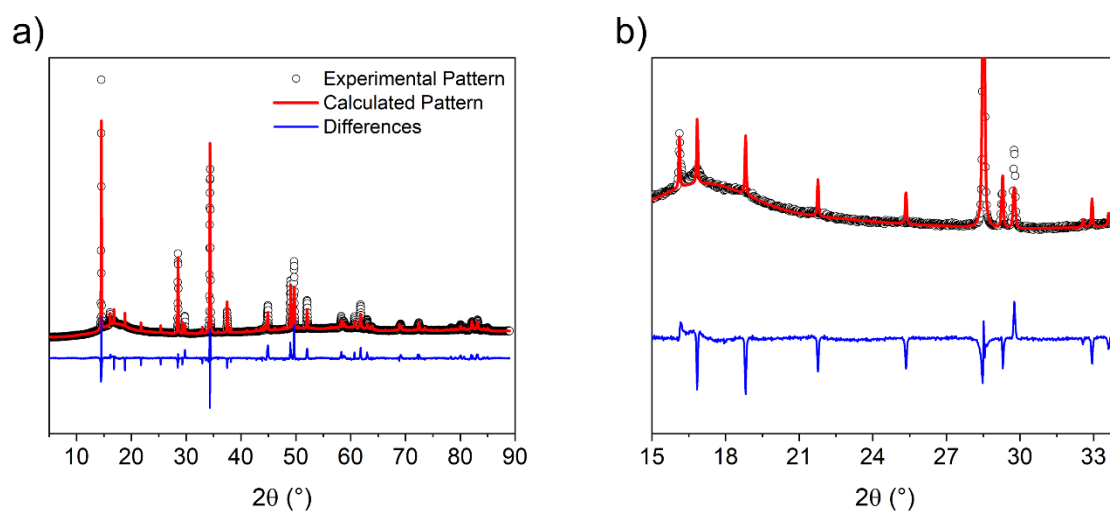 a)
Experimental Pattern
Calculated Pattern
Differences
10 20 30 40 50 60 70 80 90
2θ (°)
b)
15 18 21 24 27 30 33
2θ (°)